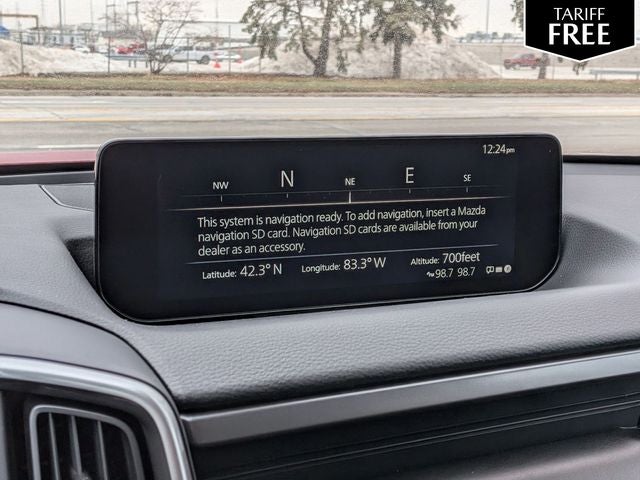 TARIFF
FREE
12:24pm
NW N NE E SE
This system is navigation ready. To add navigation, insert a Mazda
navigation SD card. Navigation SD cards are available from your
dealer as an accessory.
Latitude: 42.3° N Longitude: 83.3° W Altitude: 700feet
98.7 98.7